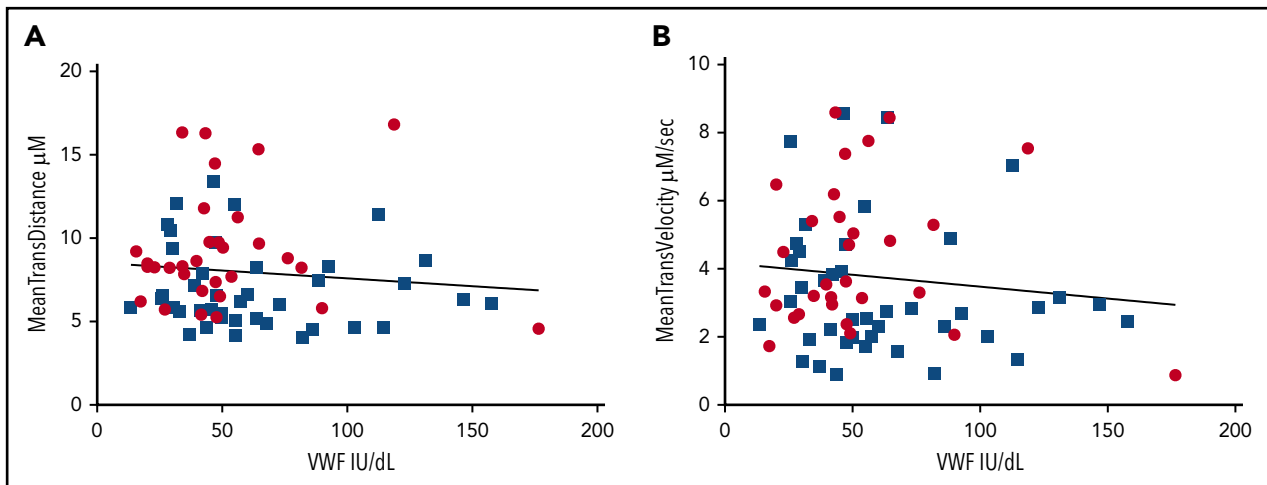 A
MeanTransDistance μM
20
15
10
5
0
0 50 100 150 200
VWF IU/dL
B
MeanTransVelocity μM/sec
10
8
6
4
2
0
0 50 100 150 200
VWF IU/dL